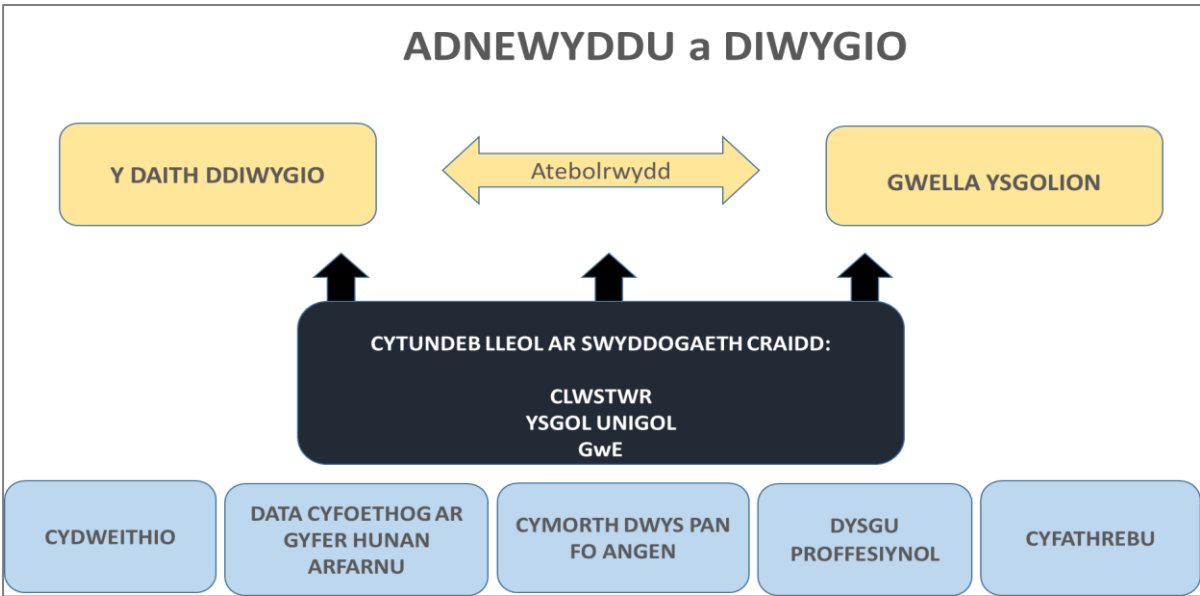 ADNEWYDDU a DIWYGIO
Y DAITH DDIWYGIO
Atebolrwydd
GWELLA YSGOLION
CYTUNDEB LLEOL AR SWYDDOGAETH CRAIDD:
CLWSTWR
YSGOL UNIGOL
GwE
CYDWEITHIO
DATA CYFOETHOG AR
GYFER HUNAN
ARFARNU
CYMORTH DWYS PAN
FO ANGEN
DYSGU
PROFFESIYNOL
CYFATHREBU